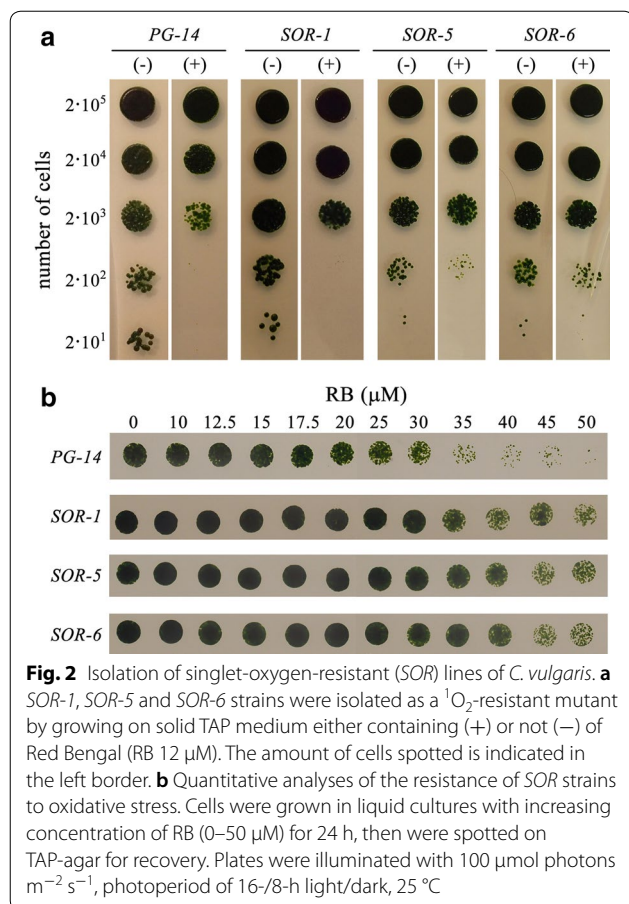 a
PG-14 SOR-1 SOR-5 SOR-6
(-) (+) (-) (+) (-) (+) (-) (+)
number of cells
2·10⁵
2·10⁴
2·10³
2·10²
2·10¹
b
RB (μM)
0 10 12.5 15 17.5 20 25 30 35 40 45 50
PG-14
SOR-1
SOR-5
SOR-6
Fig. 2 Isolation of singlet-oxygen-resistant (SOR) lines of C. vulgaris. a
SOR-1, SOR-5 and SOR-6 strains were isolated as a ¹O₂-resistant mutant
by growing on solid TAP medium either containing (+) or not (−) of
Red Bengal (RB 12 μM). The amount of cells spotted is indicated in
the left border. b Quantitative analyses of the resistance of SOR strains
to oxidative stress. Cells were grown in liquid cultures with increasing
concentration of RB (0–50 μM) for 24 h, then were spotted on
TAP-agar for recovery. Plates were illuminated with 100 μmol photons
m⁻² s⁻¹, photoperiod of 16-/8-h light/dark, 25 °C